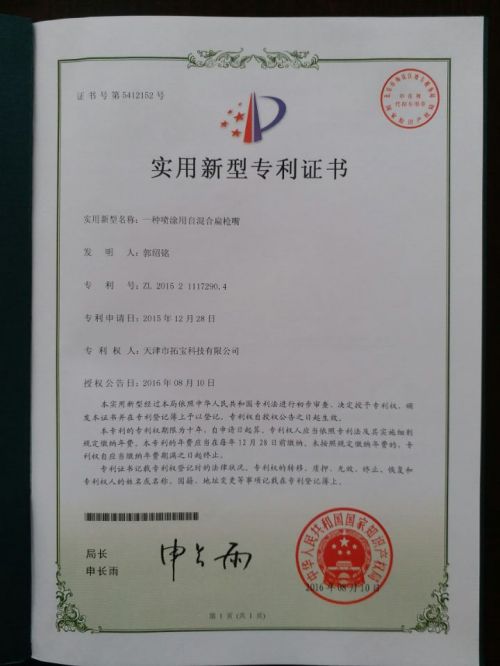 证书号第5412152号
实用新型专利证书
实用新型名称：一种喷涂用自混合扁枪嘴
发明人：郭绍铭
专利号：ZL 2015 2 1117290.4
专利申请日：2015年12月28日
专利权人：天津市拓宝科技有限公司
授权公告日：2016年08月10日
本实用新型经过本局依照中华人民共和国专利法进行初步审查，决定授予专利权，颁
发本证书并在专利登记簿上予以登记。专利权自授权公告之日起生效。
本专利的专利权期限为十年，自申请日起算。专利权人应当依照专利法及其实施细则
规定缴纳年费。本专利的年费应当在每年12月28日前缴纳。未按照规定缴纳年费的，专利
权自应当缴纳年费期满之日起终止。
专利证书记载专利权登记时的法律状况。专利权的转移、质押、无效、终止、恢复和
专利权人的姓名或名称、国籍、地址变更等事项记载在专利登记簿上。
局长
申长雨
申长雨
中华人民共和国国家知识产权局
2016年08月10日
第1页(共1页)